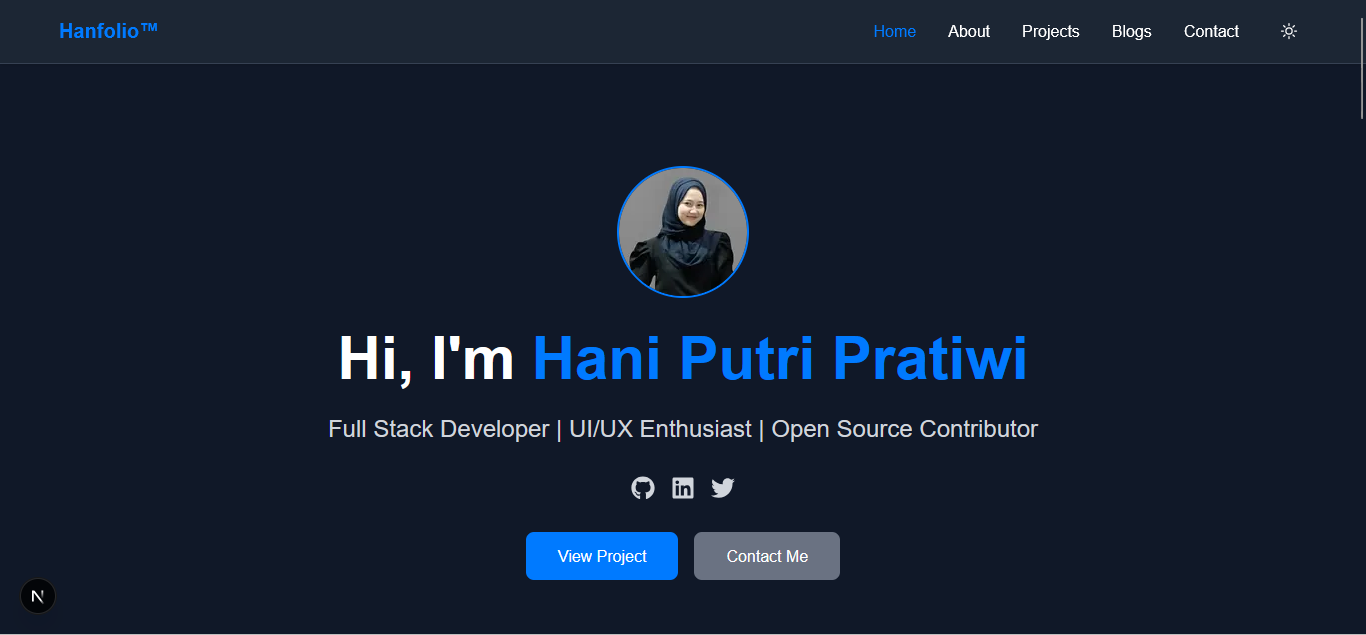 Hanfolio™
Home About Projects Blogs Contact
Hi, I'm Hani Putri Pratiwi
Full Stack Developer | UI/UX Enthusiast | Open Source Contributor
in
View Project Contact Me
N